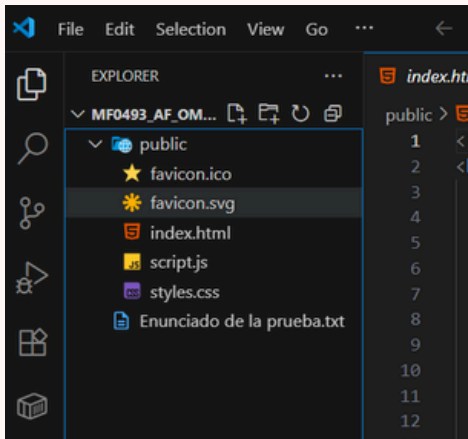 File Edit Selection View Go ...
EXPLORER ...
index.ht
MF0493_AF_OM...
public >
public
1 <
favicon.ico
2 <
favicon.svg
3
index.html
4
script.js
5
styles.css
6
Enunciado de la prueba.txt
7
8
9
10
11
12